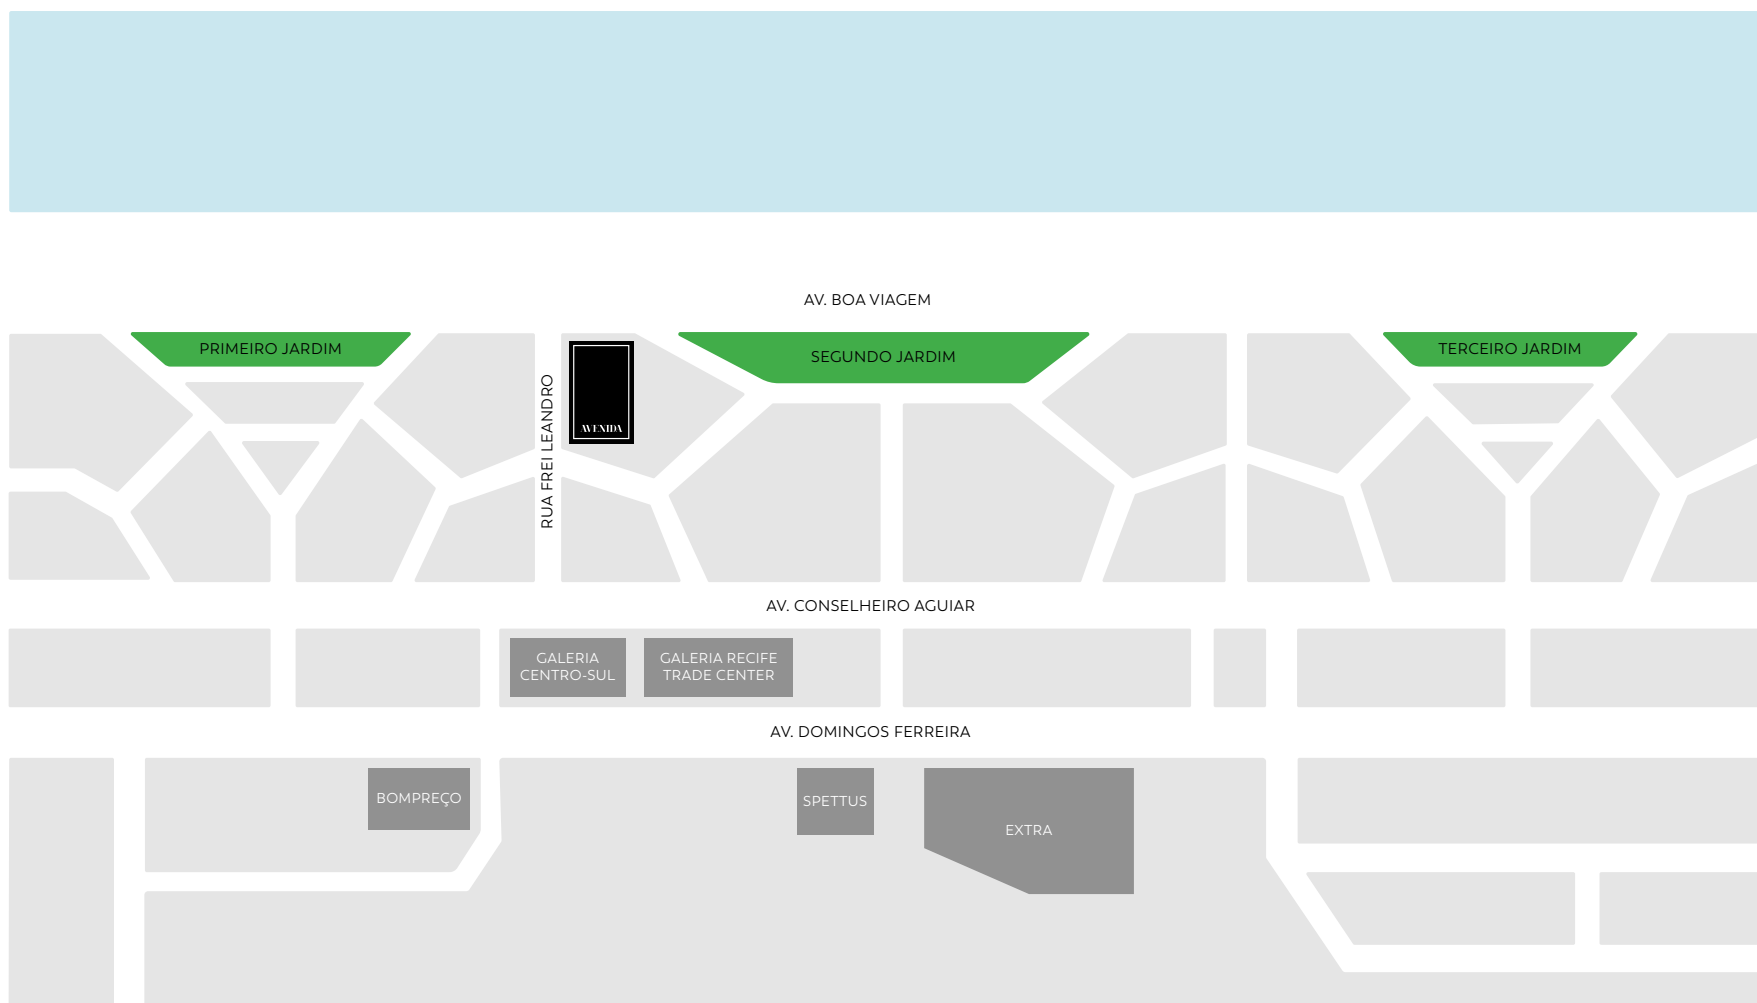 AV. BOA VIAGEM
PRIMEIRO JARDIM
SEGUNDO JARDIM
TERCEIRO JARDIM
RUA FREI LEANDRO
AVENIDA
AV. CONSELHEIRO AGUIAR
GALERIA
CENTRO-SUL
GALERIA RECIFE
TRADE CENTER
AV. DOMINGOS FERREIRA
BOMPREÇO
SPETTUS
EXTRA